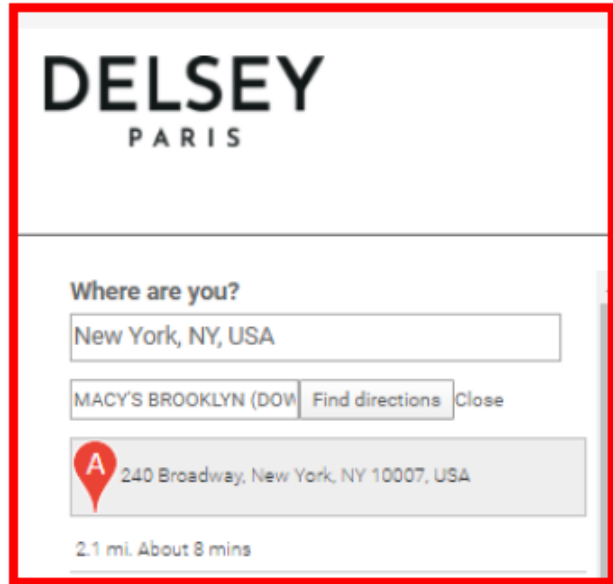 DELSEY
PARIS
Where are you?
New York, NY, USA
MACY'S BROOKLYN (DOW Find directions Close
A 240 Broadway, New York, NY 10007, USA
2.1 mi. About 8 mins